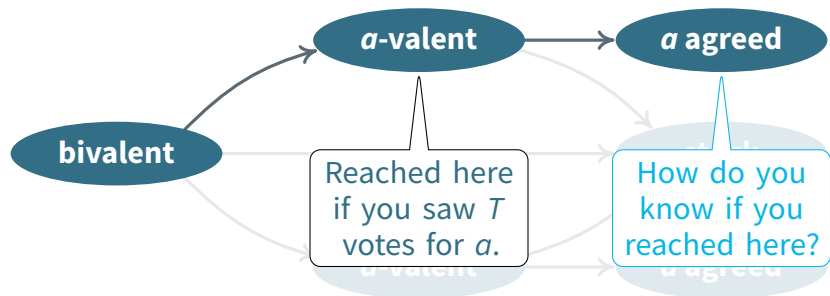 a-valent
a agreed
bivalent
Reached here
if you saw T
votes for a.
How do you
know if you
reached here?